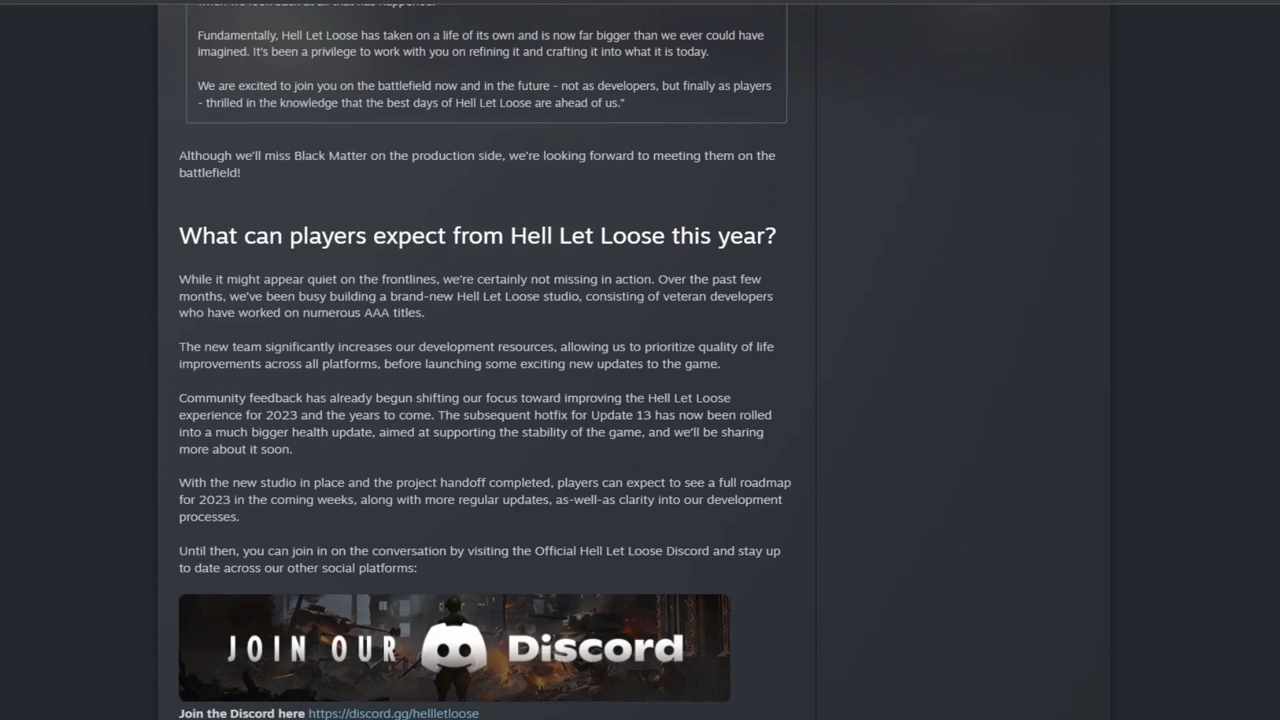 when we look back at all that has happened.
Fundamentally, Hell Let Loose has taken on a life of its own and is now far bigger than we ever could have
imagined. It's been a privilege to work with you on refining it and crafting it into what it is today.
We are excited to join you on the battlefield now and in the future - not as developers, but finally as players
- thrilled in the knowledge that the best days of Hell Let Loose are ahead of us."
Although we'll miss Black Matter on the production side, we're looking forward to meeting them on the
battlefield!
What can players expect from Hell Let Loose this year?
While it might appear quiet on the frontlines, we're certainly not missing in action. Over the past few
months, we've been busy building a brand-new Hell Let Loose studio, consisting of veteran developers
who have worked on numerous AAA titles.
The new team significantly increases our development resources, allowing us to prioritize quality of life
improvements across all platforms, before launching some exciting new updates to the game.
Community feedback has already begun shifting our focus toward improving the Hell Let Loose
experience for 2023 and the years to come. The subsequent hotfix for Update 13 has now been rolled
into a much bigger health update, aimed at supporting the stability of the game, and we'll be sharing
more about it soon.
With the new studio in place and the project handoff completed, players can expect to see a full roadmap
for 2023 in the coming weeks, along with more regular updates, as-well-as clarity into our development
processes.
Until then, you can join in on the conversation by visiting the Official Hell Let Loose Discord and stay up
to date across our other social platforms:
JOIN OUR Discord
Join the Discord here https://discord.gg/hellletloose